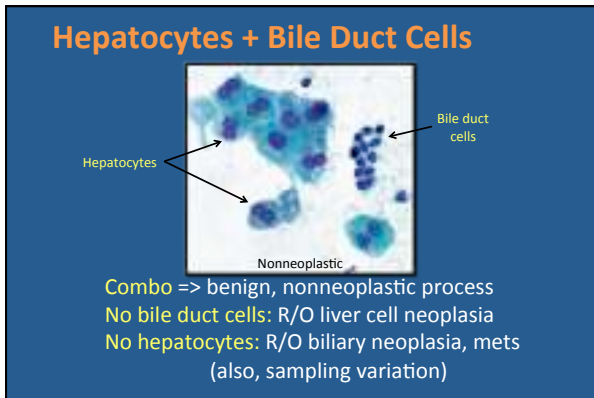 Hepatocytes + Bile Duct Cells
Bile duct
cells
Hepatocytes
Nonneoplastic
Combo => benign, nonneoplastic process
No bile duct cells: R/O liver cell neoplasia
No hepatocytes: R/O biliary neoplasia, mets
(also, sampling variation)